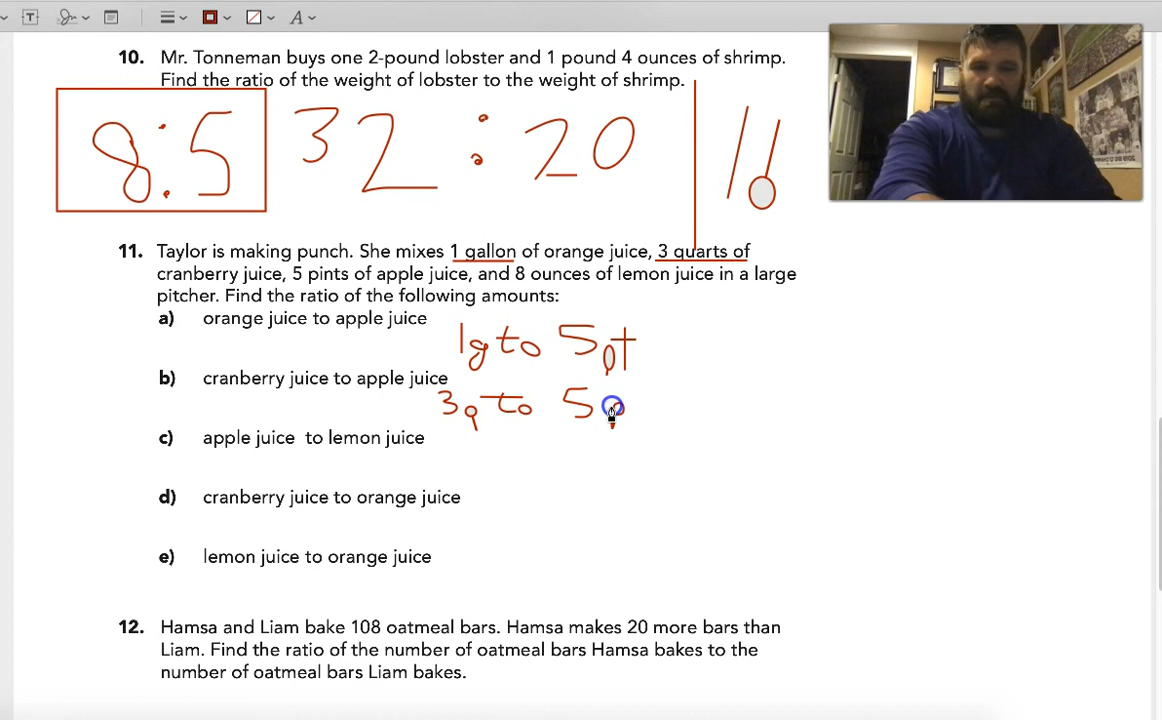 10. Mr. Tonneman buys one 2-pound lobster and 1 pound 4 ounces of shrimp.
Find the ratio of the weight of lobster to the weight of shrimp.
8:5 32 : 20
11. Taylor is making punch. She mixes 1 gallon of orange juice, 3 quarts of
cranberry juice, 5 pints of apple juice, and 8 ounces of lemon juice in a large
pitcher. Find the ratio of the following amounts:
a) orange juice to apple juice
1g to 5pt
b) cranberry juice to apple juice
3q to 5p
c) apple juice to lemon juice
d) cranberry juice to orange juice
e) lemon juice to orange juice
12. Hamsa and Liam bake 108 oatmeal bars. Hamsa makes 20 more bars than
Liam. Find the ratio of the number of oatmeal bars Hamsa bakes to the
number of oatmeal bars Liam bakes.